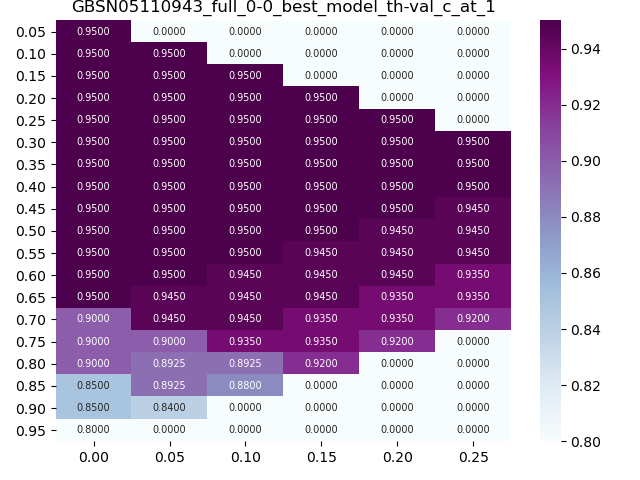 GBSN05110943_full_0-0_best_model_th-val_c_at_1
0.05 0.9500 0.0000 0.0000 0.0000 0.0000 0.0000
0.10 0.9500 0.9500 0.0000 0.0000 0.0000 0.0000
0.15 0.9500 0.9500 0.9500 0.0000 0.0000 0.0000
0.20 0.9500 0.9500 0.9500 0.9500 0.0000 0.0000
0.25 0.9500 0.9500 0.9500 0.9500 0.9500 0.0000
0.30 0.9500 0.9500 0.9500 0.9500 0.9500 0.9500
0.35 0.9500 0.9500 0.9500 0.9500 0.9500 0.9500
0.40 0.9500 0.9500 0.9500 0.9500 0.9500 0.9500
0.45 0.9500 0.9500 0.9500 0.9500 0.9500 0.9450
0.50 0.9500 0.9500 0.9500 0.9500 0.9450 0.9450
0.55 0.9500 0.9500 0.9500 0.9450 0.9450 0.9450
0.60 0.9500 0.9500 0.9450 0.9450 0.9450 0.9350
0.65 0.9500 0.9450 0.9450 0.9450 0.9350 0.9350
0.70 0.9000 0.9450 0.9450 0.9350 0.9350 0.9200
0.75 0.9000 0.9000 0.9350 0.9350 0.9200 0.0000
0.80 0.9000 0.8925 0.8925 0.9200 0.0000 0.0000
0.85 0.8500 0.8925 0.8800 0.0000 0.0000 0.0000
0.90 0.8500 0.8400 0.0000 0.0000 0.0000 0.0000
0.95 0.8000 0.0000 0.0000 0.0000 0.0000 0.0000
0.00 0.05 0.10 0.15 0.20 0.25
0.94
0.92
0.90
0.88
0.86
0.84
0.82
0.80